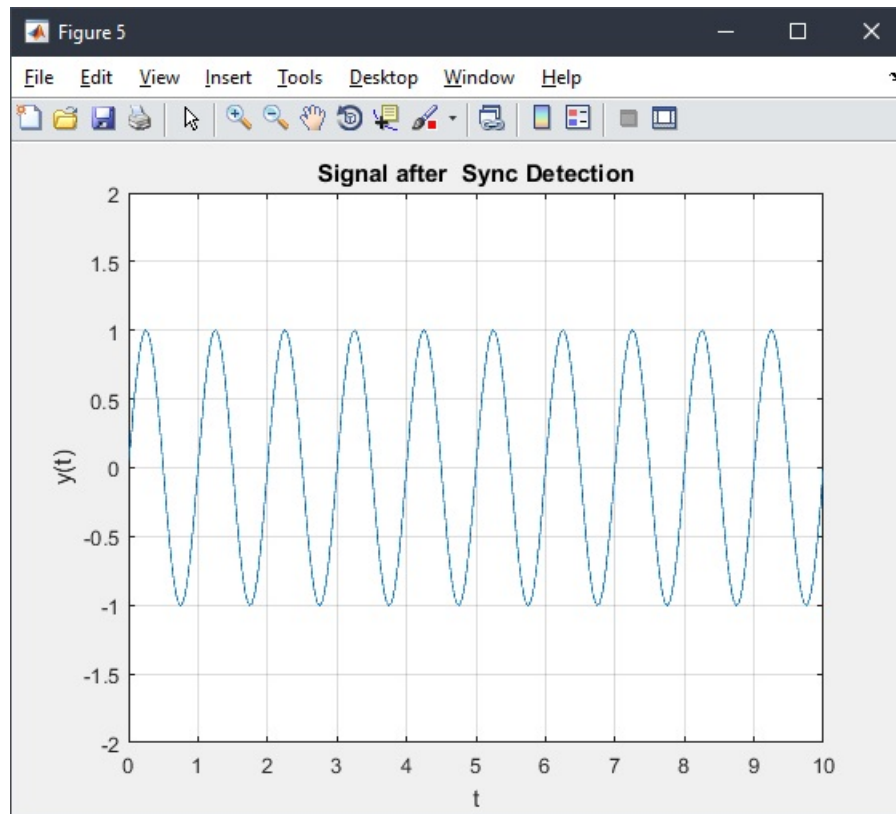 Figure 5
File Edit View Insert Tools Desktop Window Help
Signal after  Sync Detection
2
1.5
1
0.5
0
-0.5
-1
-1.5
-2
y(t)
0 1 2 3 4 5 6 7 8 9 10
t